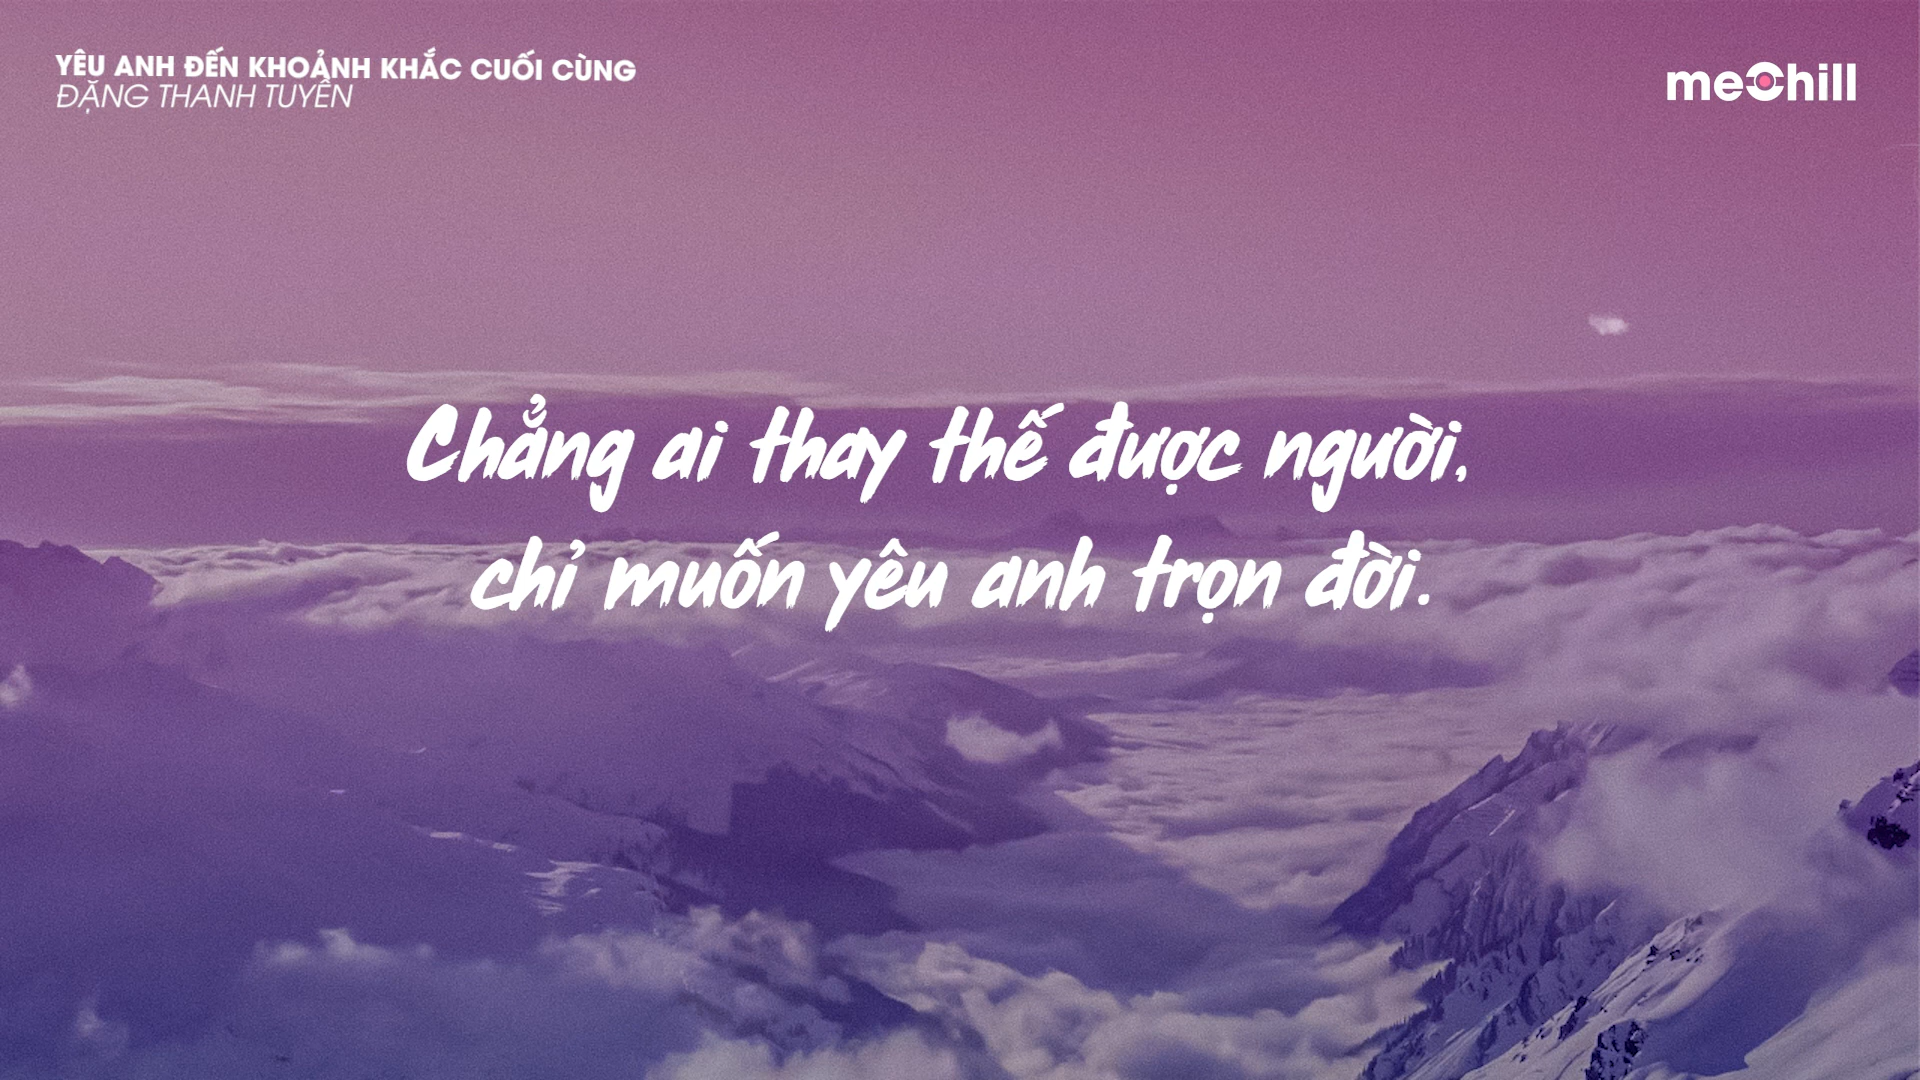 YÊU ANH ĐẾN KHOẢNH KHẮC CUỐI CÙNG
ĐẶNG THANH TUYỀN
meChill
Chẳng ai thay thế được người,
chỉ muốn yêu anh trọn đời.